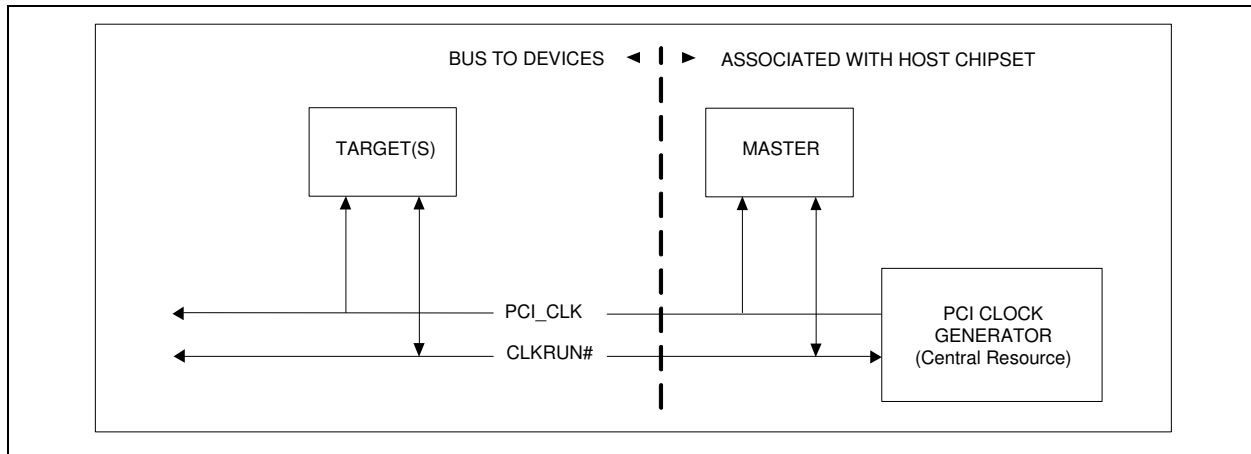 BUS TO DEVICES
ASSOCIATED WITH HOST CHIPSET
TARGET(S)
MASTER
PCI_CLK
CLKRUN#
PCI CLOCK
GENERATOR
(Central Resource)